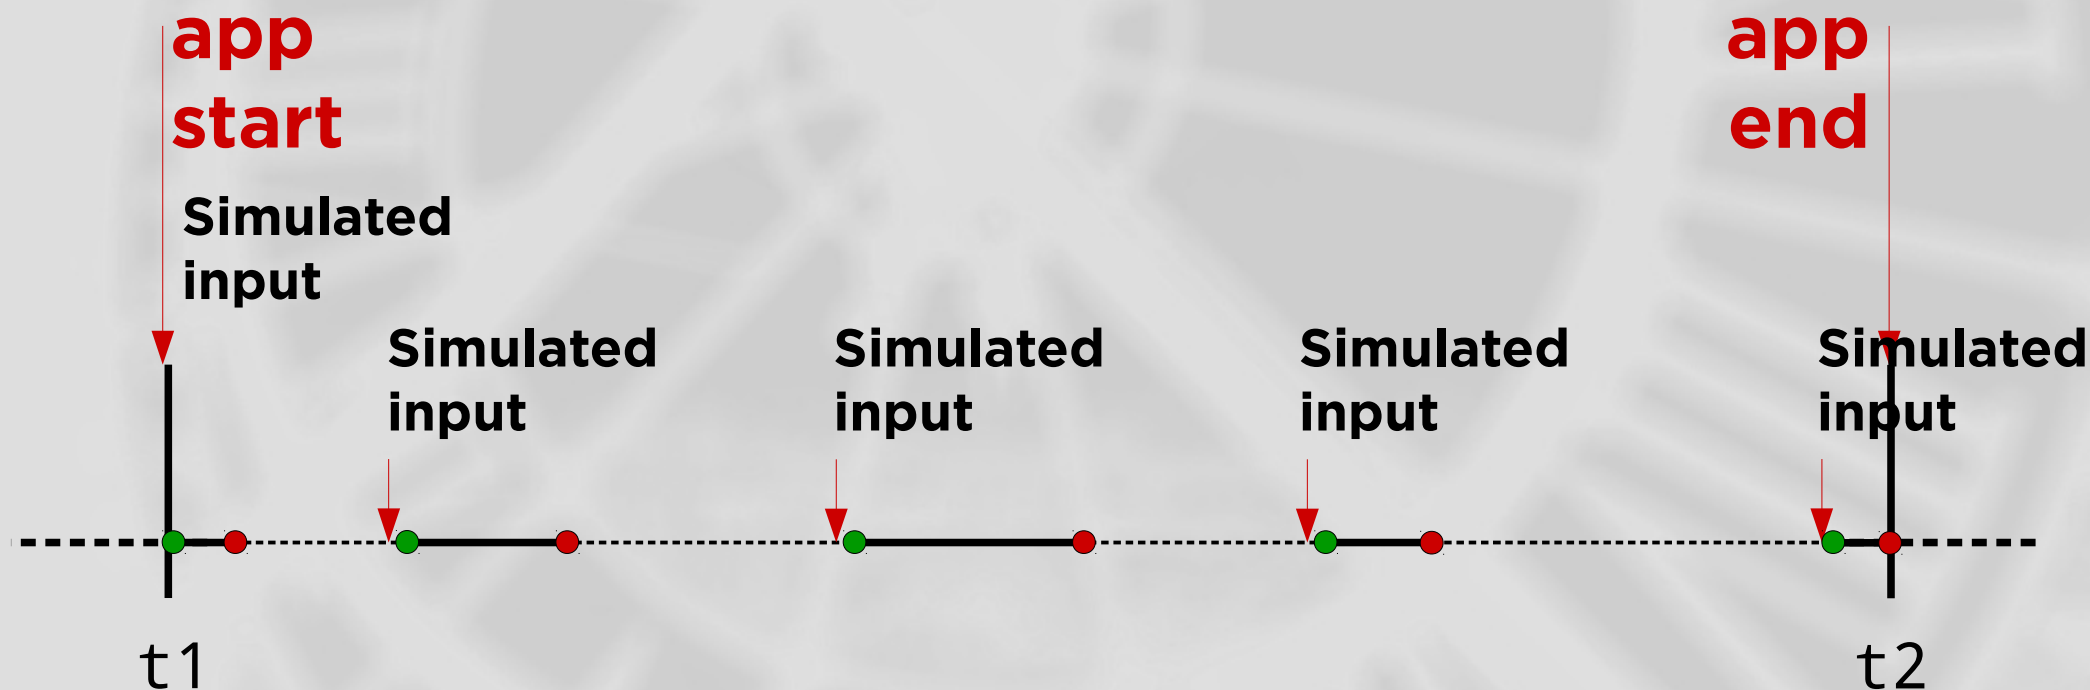 app
start
app
end
Simulated
input
Simulated
input
Simulated
input
Simulated
input
Simulated
input
t1
t2